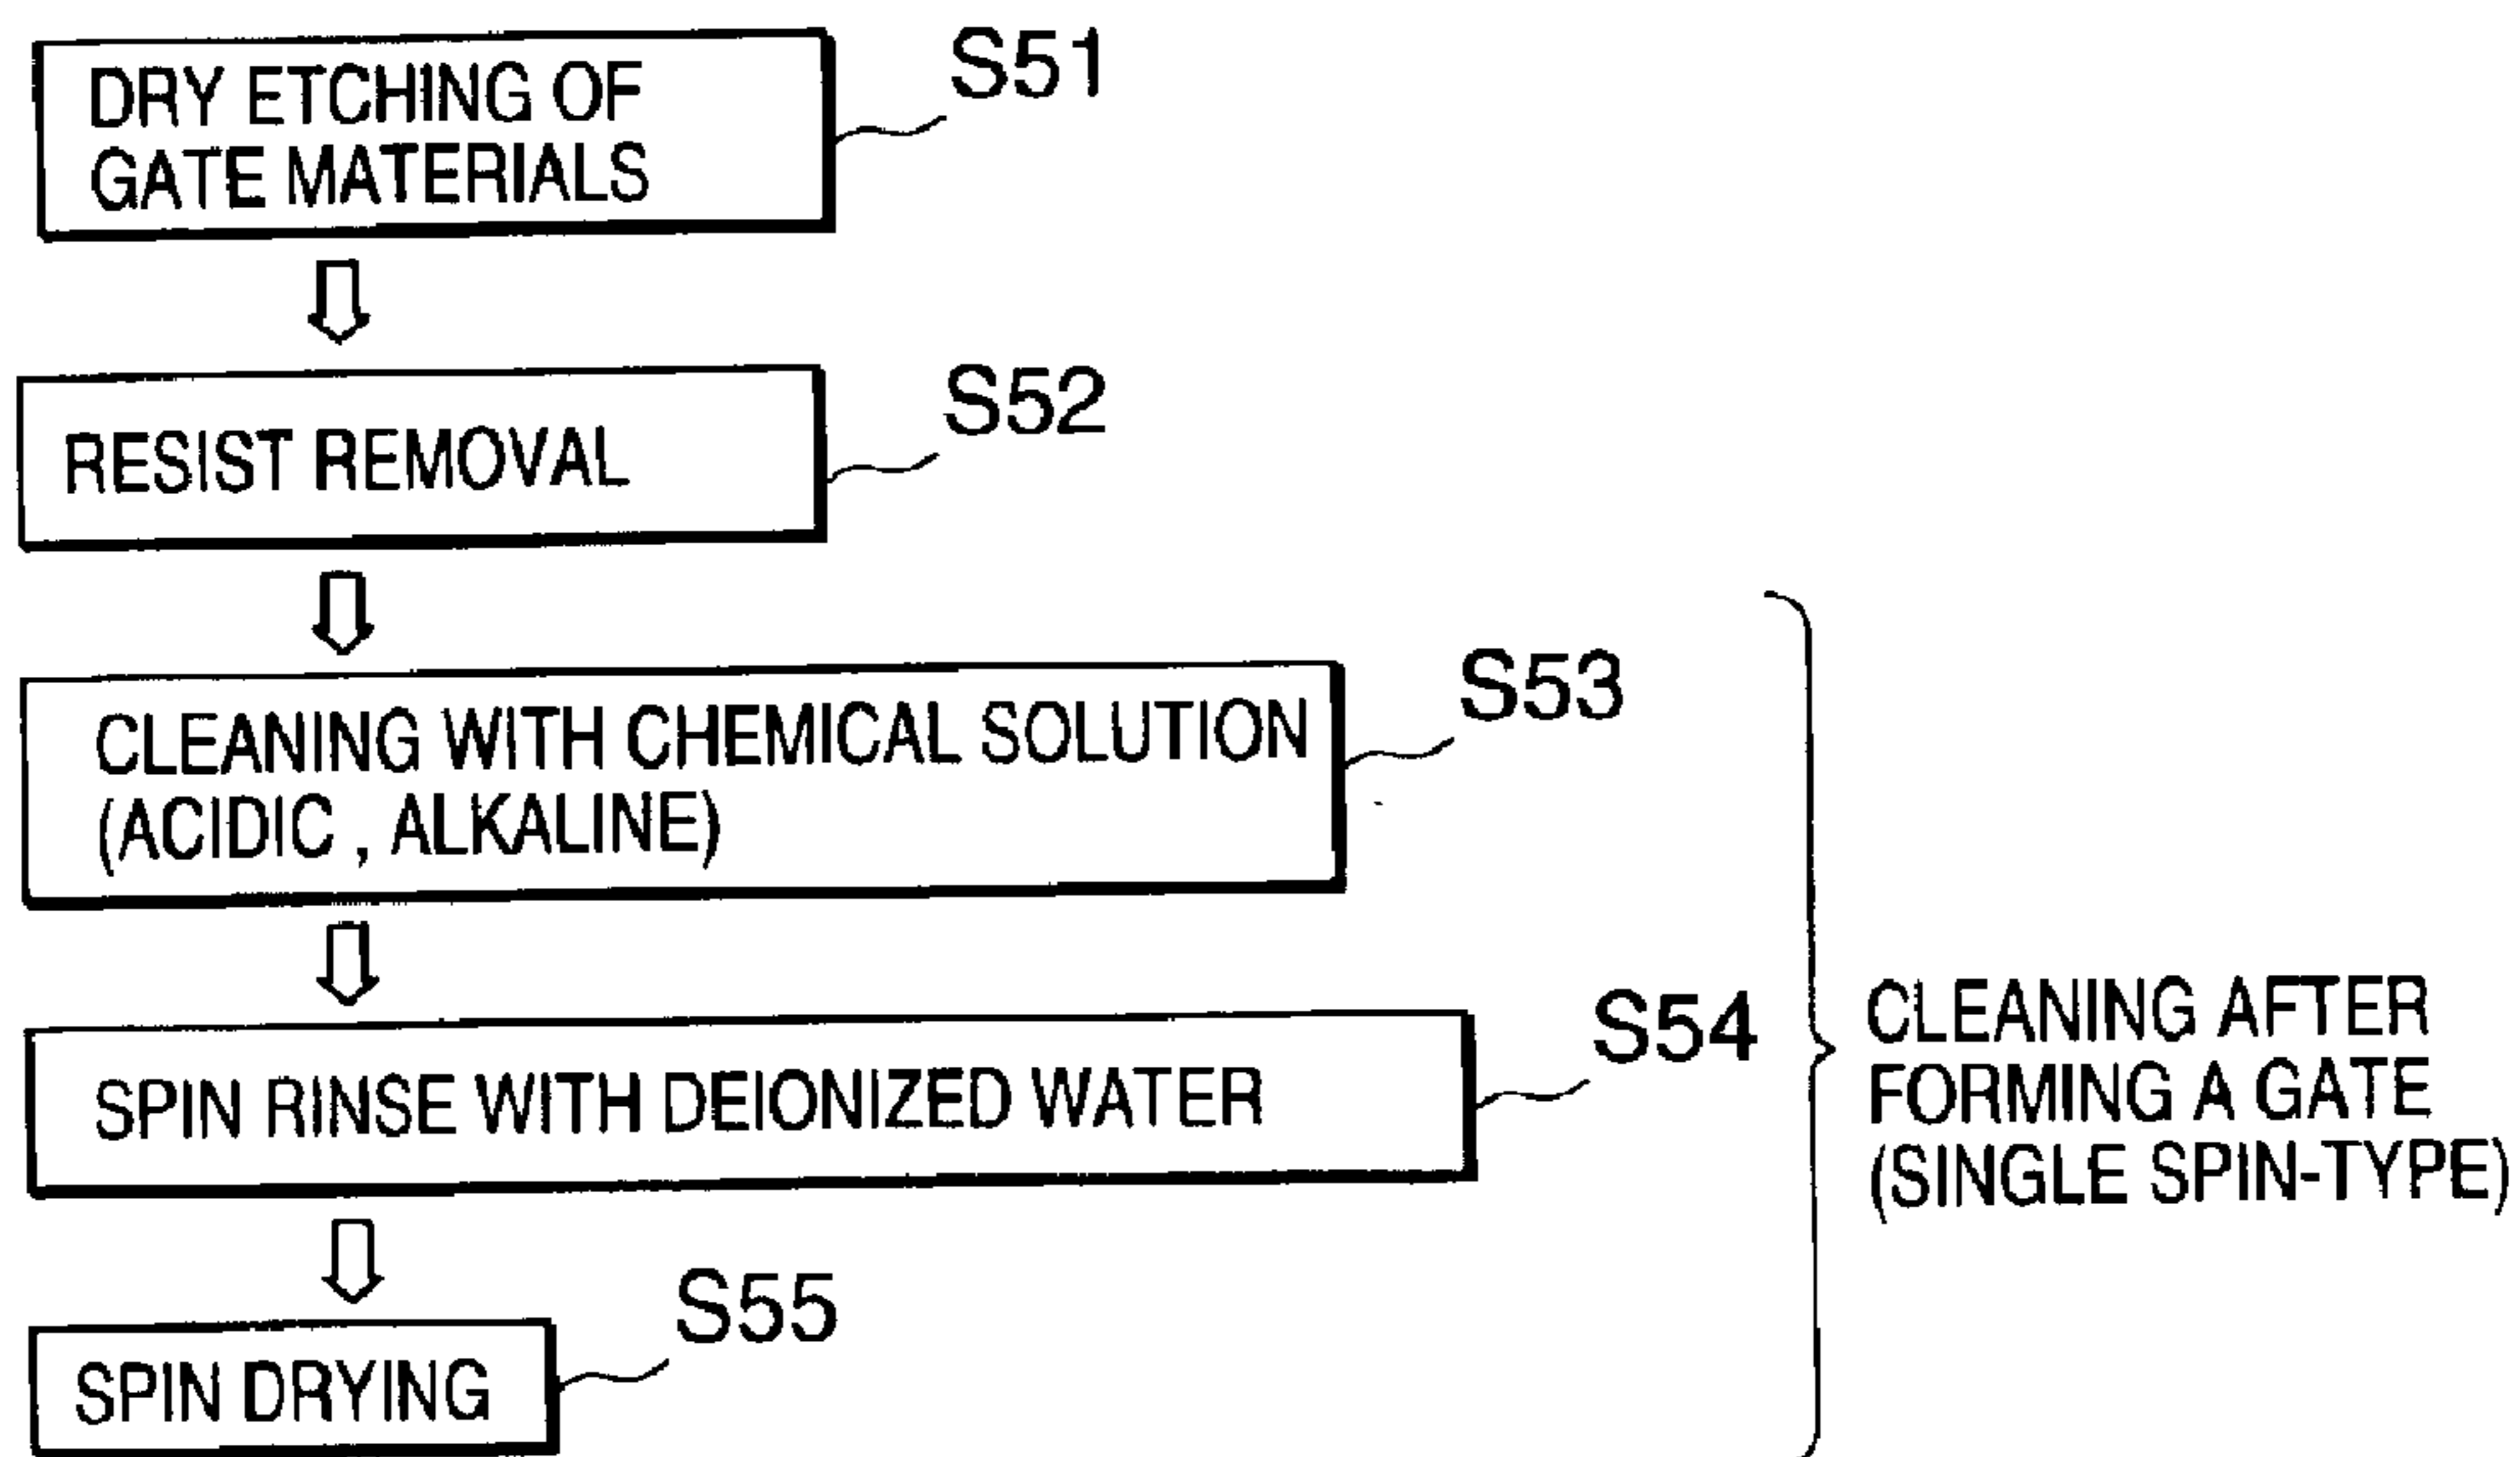 DRY ETCHING OF
GATE MATERIALS
S51
RESIST REMOVAL
S52
CLEANING WITH CHEMICAL SOLUTION
(ACIDIC , ALKALINE)
S53
SPIN RINSE WITH DEIONIZED WATER
S54
SPIN DRYING
S55
CLEANING AFTER
FORMING A GATE
(SINGLE SPIN-TYPE)